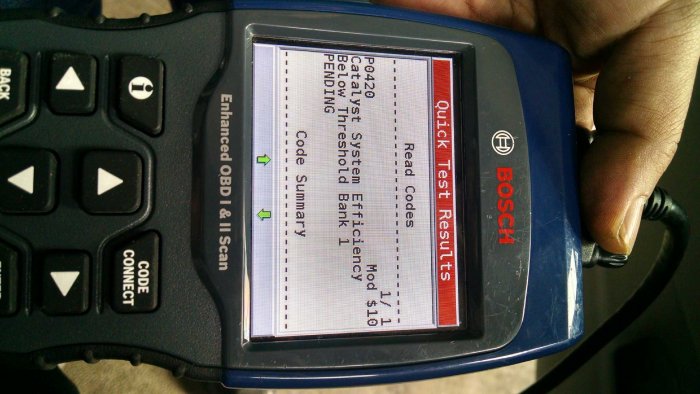 BOSCH
Quick Test Results
Read Codes
1/ 1
P0420 Mod $10
Catalyst System Efficiency
Below Threshold Bank 1
PENDING
Code Summary
Enhanced OBD I & II Scan
BACK
i
CODE
CONNECT